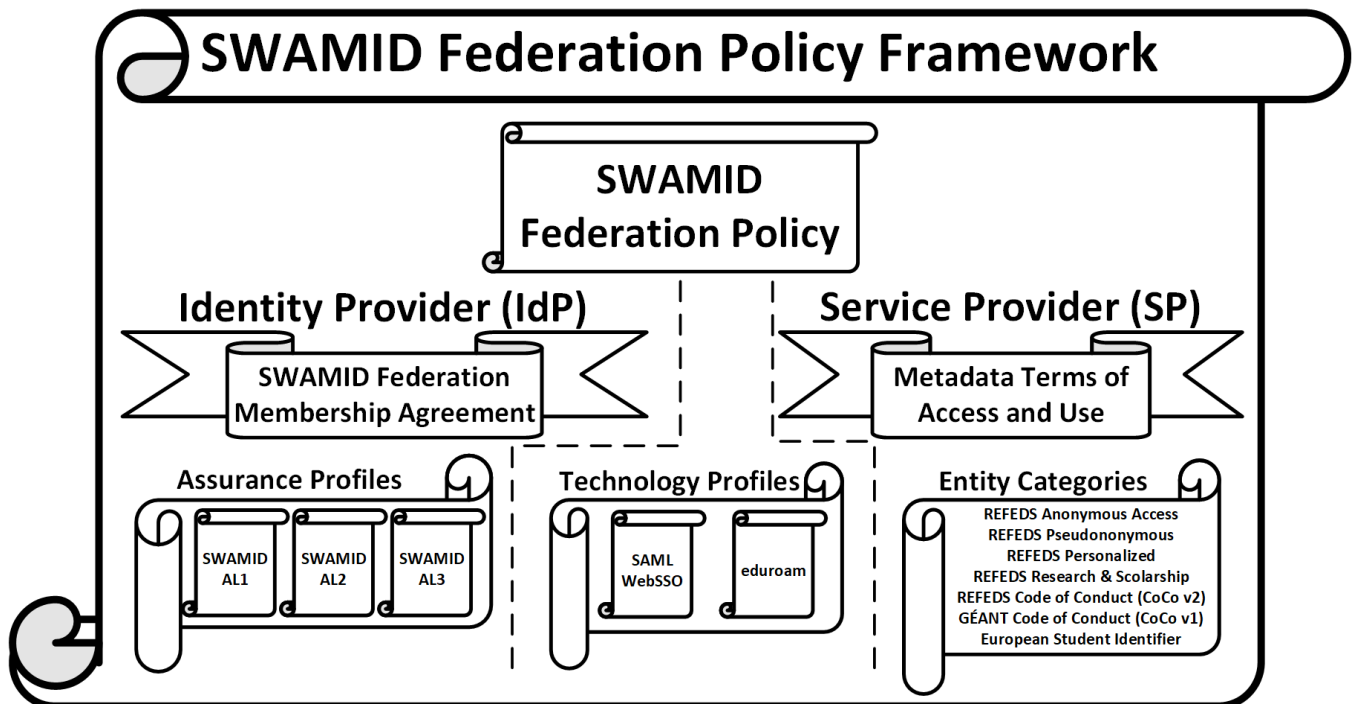 SWAMID Federation Policy Framework
SWAMID
Federation Policy
Identity Provider (IdP)
SWAMID Federation
Membership Agreement
Service Provider (SP)
Metadata Terms of
Access and Use
Assurance Profiles
SWAMID
AL1
SWAMID
AL2
SWAMID
AL3
Technology Profiles
SAML
WebSSO
eduroam
Entity Categories
REFEDS Anonymous Access
REFEDS Pseudononymous
REFEDS Personalized
REFEDS Research & Scolarship
REFEDS Code of Conduct (CoCo v2)
GÉANT Code of Conduct (CoCo v1)
European Student Identifier